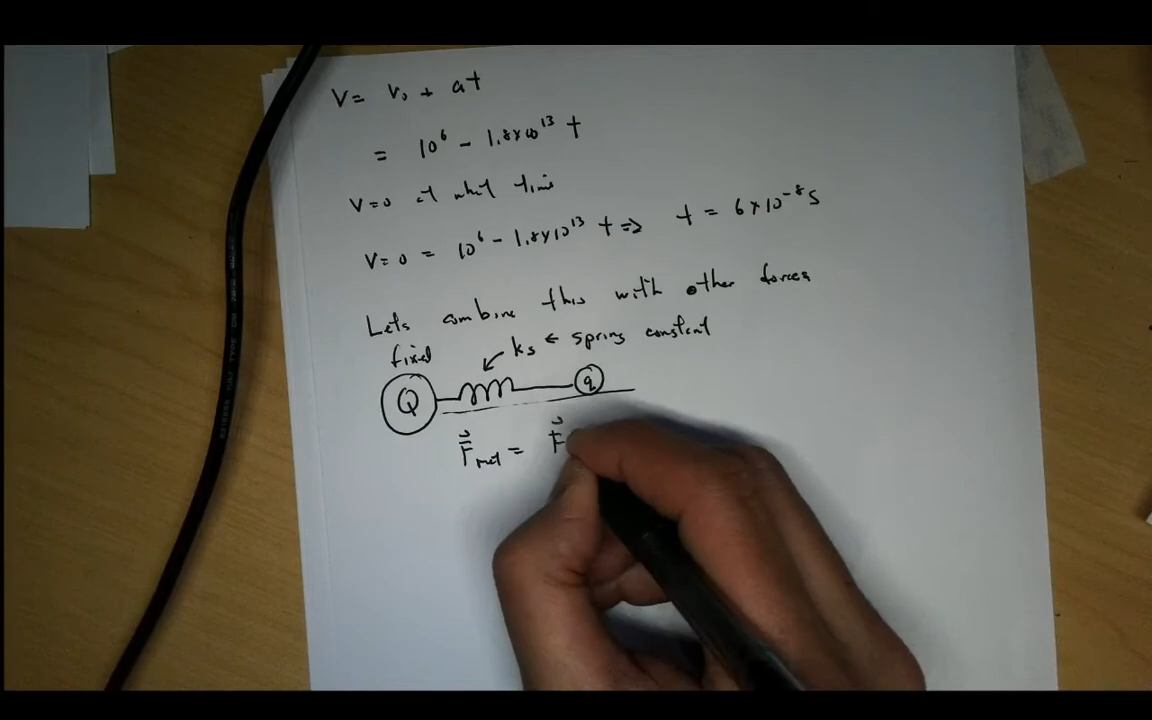 V = V₀ + at
= 10⁶ - 1.8×10¹³ t
V=0 at what time
V=0 = 10⁶ - 1.8×10¹³ t => t = 6×10⁻⁸ s
Lets combine this with other forces
fixed ks ← spring constant
Q q
F⃗net = F⃗